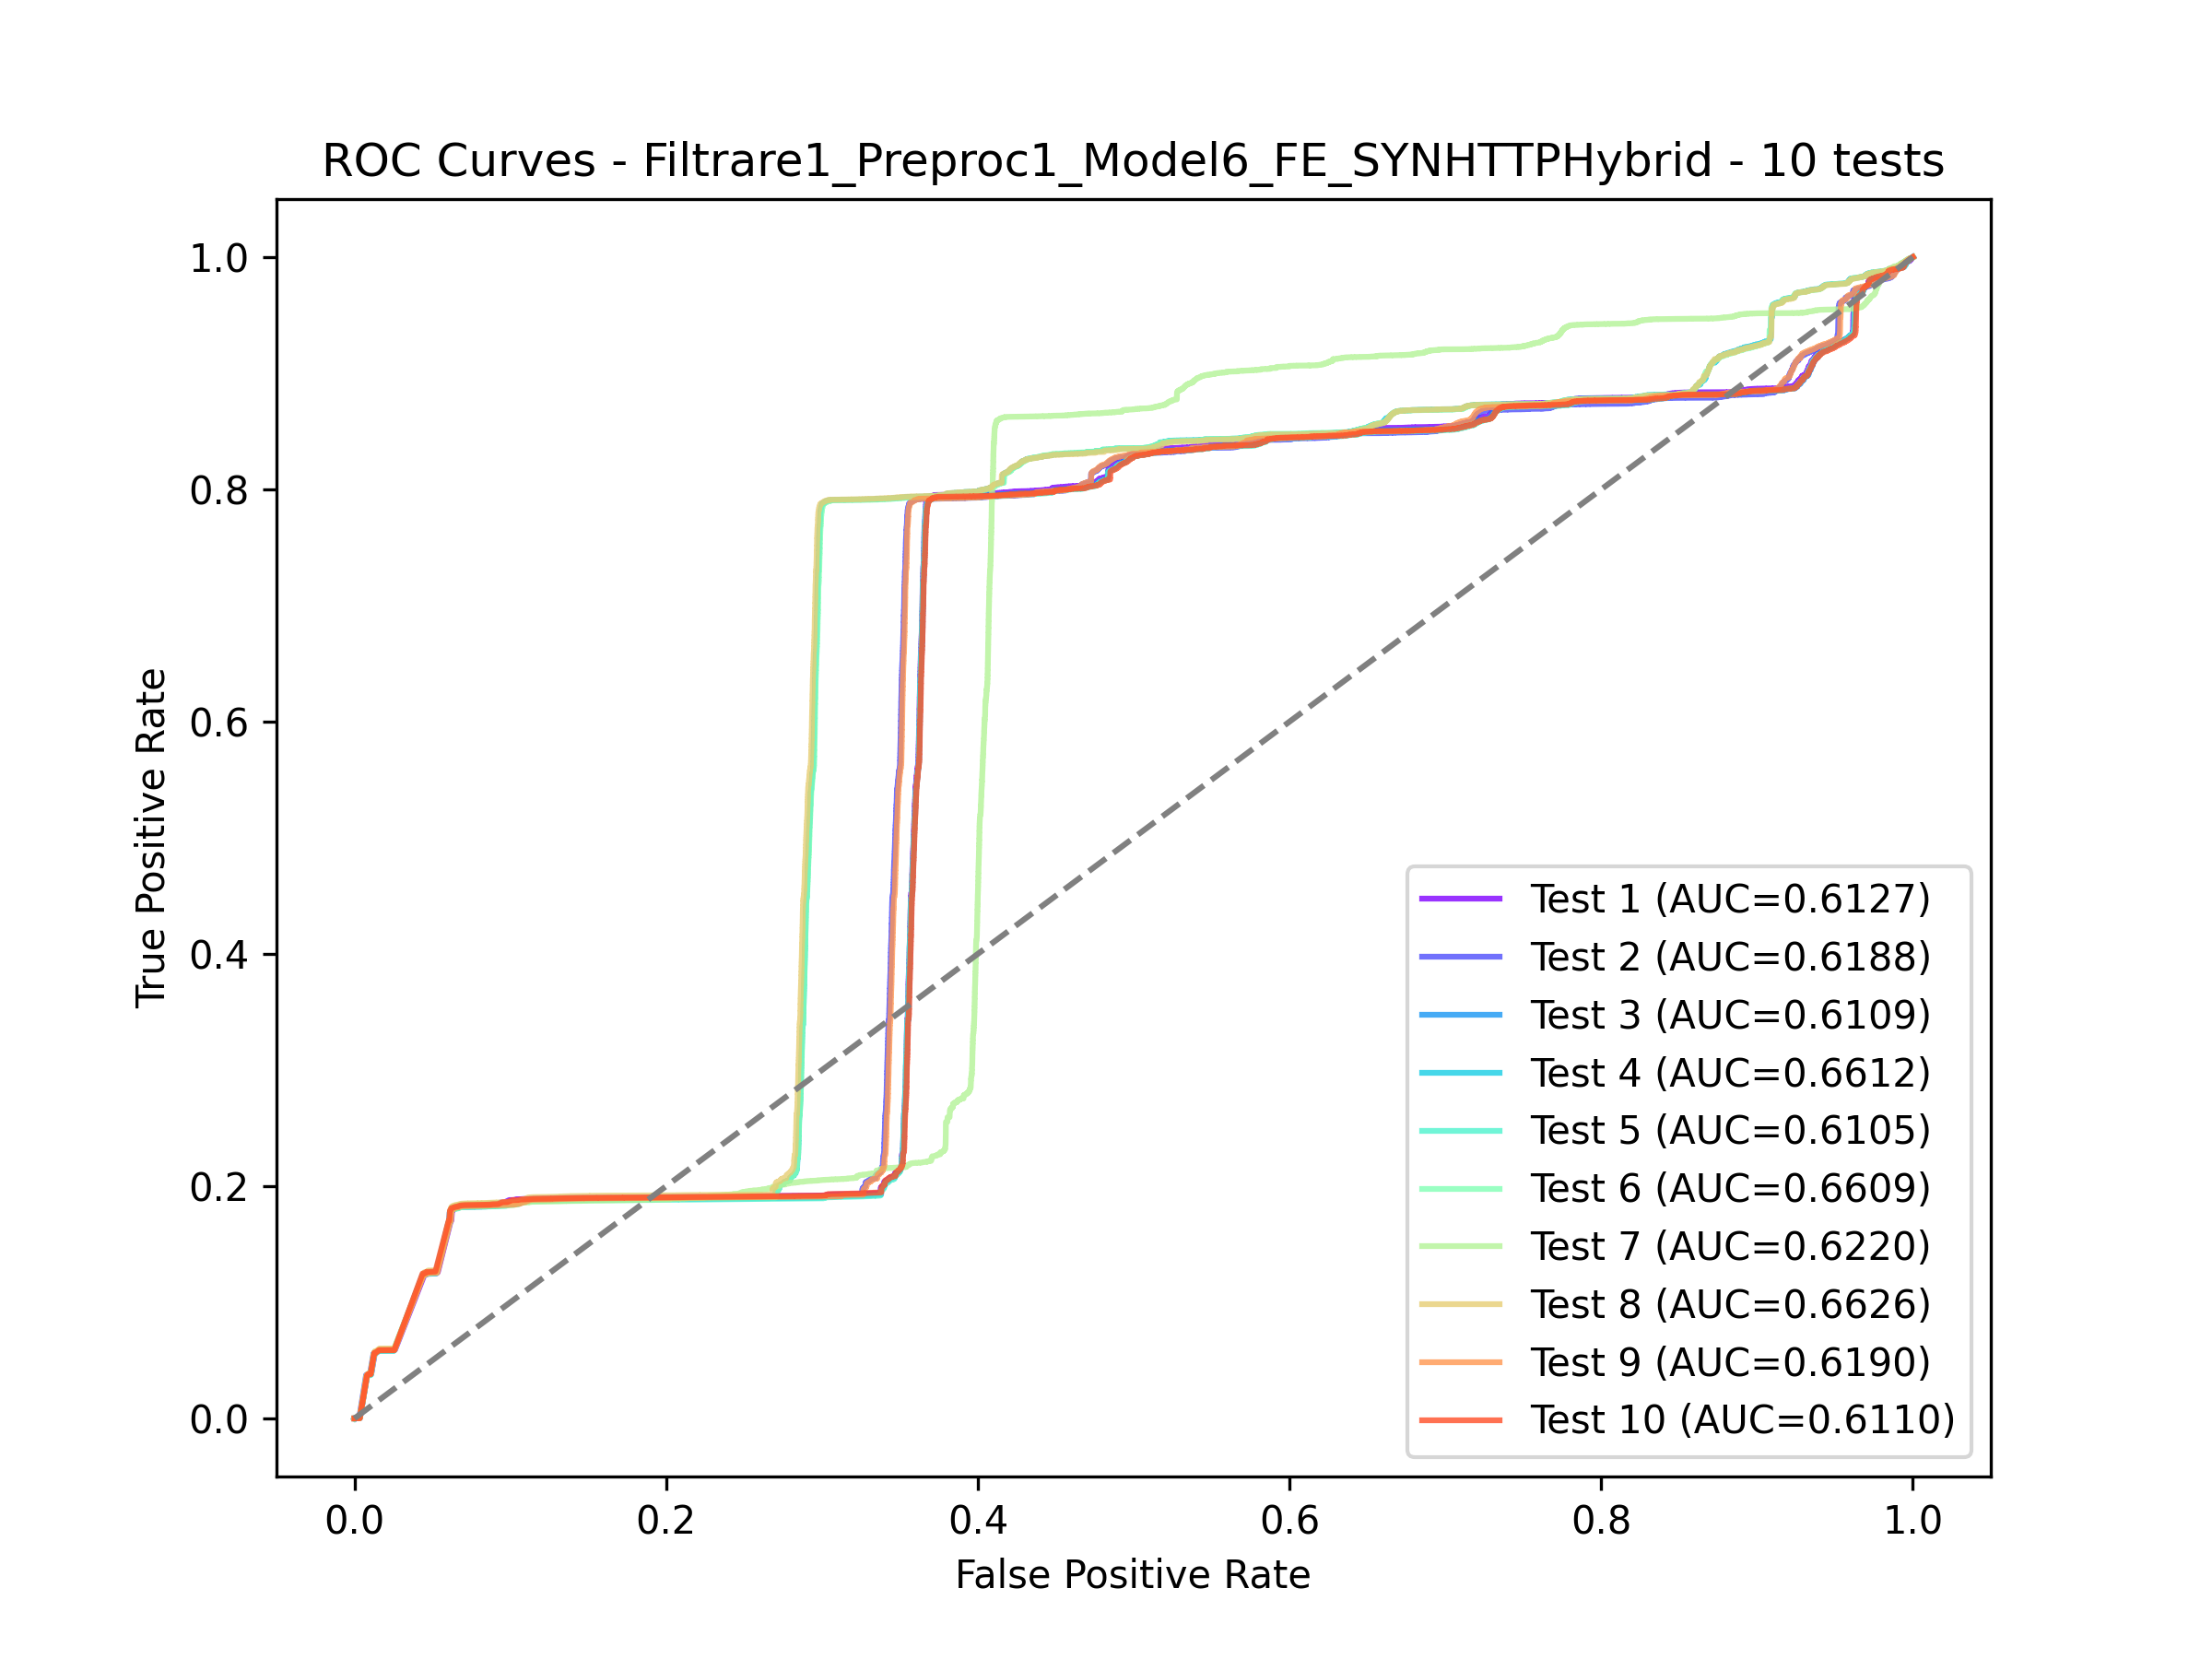 ROC Curves - Filtrare1_Preproc1_Model6_FE_SYNHTTPHybrid - 10 tests
1.0
0.8
0.6
0.4
0.2
0.0
True Positive Rate
Test 1 (AUC=0.6127)
Test 2 (AUC=0.6188)
Test 3 (AUC=0.6109)
Test 4 (AUC=0.6612)
Test 5 (AUC=0.6105)
Test 6 (AUC=0.6609)
Test 7 (AUC=0.6220)
Test 8 (AUC=0.6626)
Test 9 (AUC=0.6190)
Test 10 (AUC=0.6110)
0.0 0.2 0.4 0.6 0.8 1.0
False Positive Rate